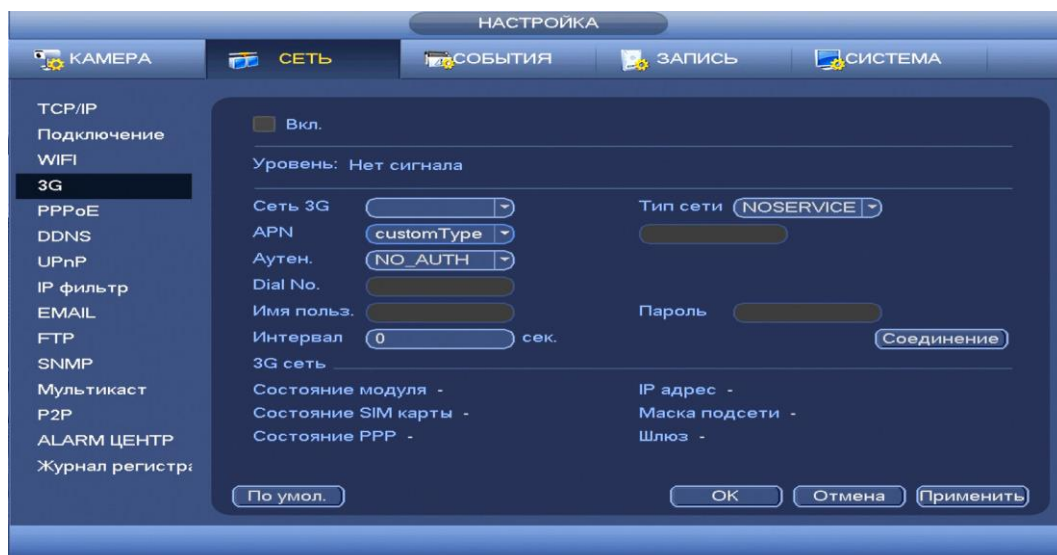 НАСТРОЙКА
КАМЕРА СЕТЬ СОБЫТИЯ ЗАПИСЬ СИСТЕМА
TCP/IP
Подключение
WIFI
3G
PPPoE
DDNS
UPnP
IP фильтр
EMAIL
FTP
SNMP
Мультикаст
P2P
ALARM ЦЕНТР
Журнал регистра
Вкл.
Уровень: Нет сигнала
Сеть 3G Тип сети NOSERVICE
APN customType
Аутен. NO_AUTH
Dial No.
Имя польз. Пароль
Интервал 0 сек. Соединение
3G сеть
Состояние модуля - IP адрес -
Состояние SIM карты - Маска подсети -
Состояние PPP - Шлюз -
По умол. OK Отмена Применить